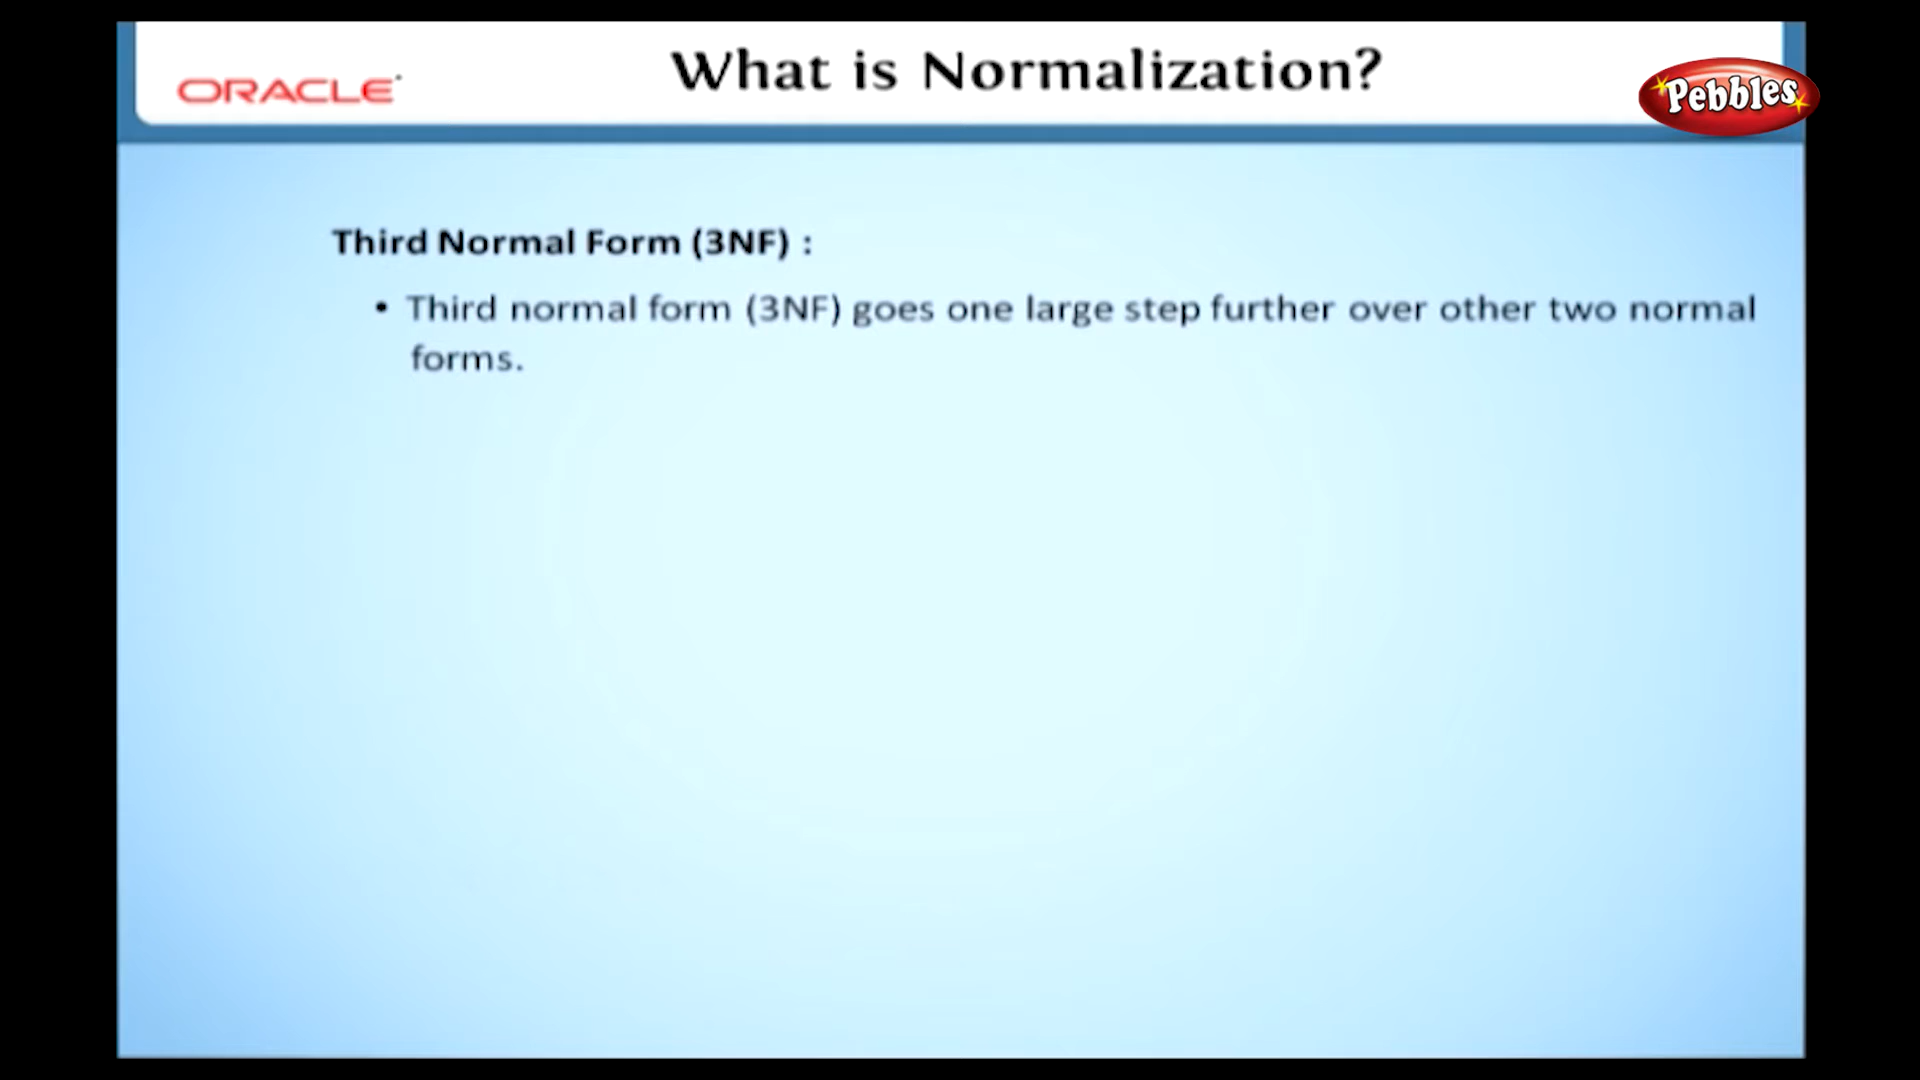 What is Normalization?
ORACLE
Pebbles
Third Normal Form (3NF) :
• Third normal form (3NF) goes one large step further over other two normal
forms.